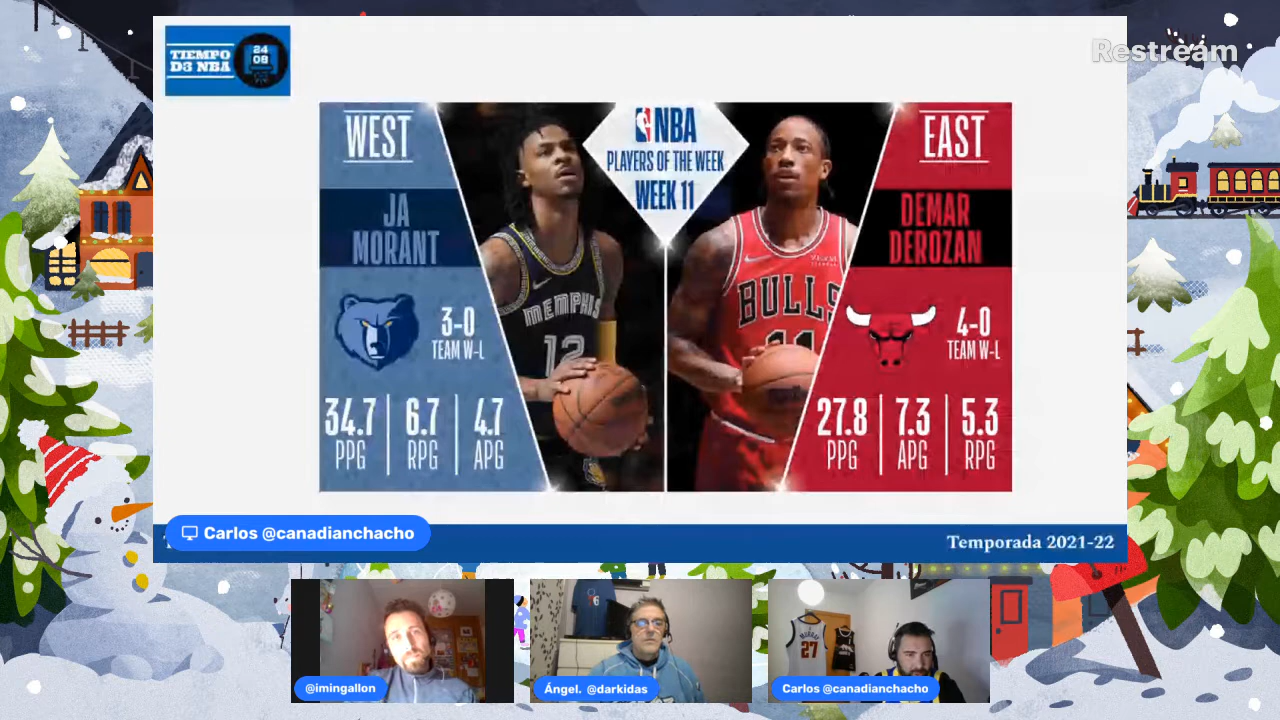 TIEMPO
D3 NBA
24
08
Restream
WEST
JA
MORANT
3-0
TEAM W-L
34.7
PPG
6.7
RPG
4.7
APG
MEMPHIS
12
NBA
PLAYERS OF THE WEEK
WEEK 11
BULLS
11
EAST
DEMAR
DEROZAN
4-0
TEAM W-L
27.8
PPG
7.3
APG
5.3
RPG
Carlos @canadianchacho
Temporada 2021-22
@imingallon
Ángel. @darkidas
Carlos @canadianchacho
27